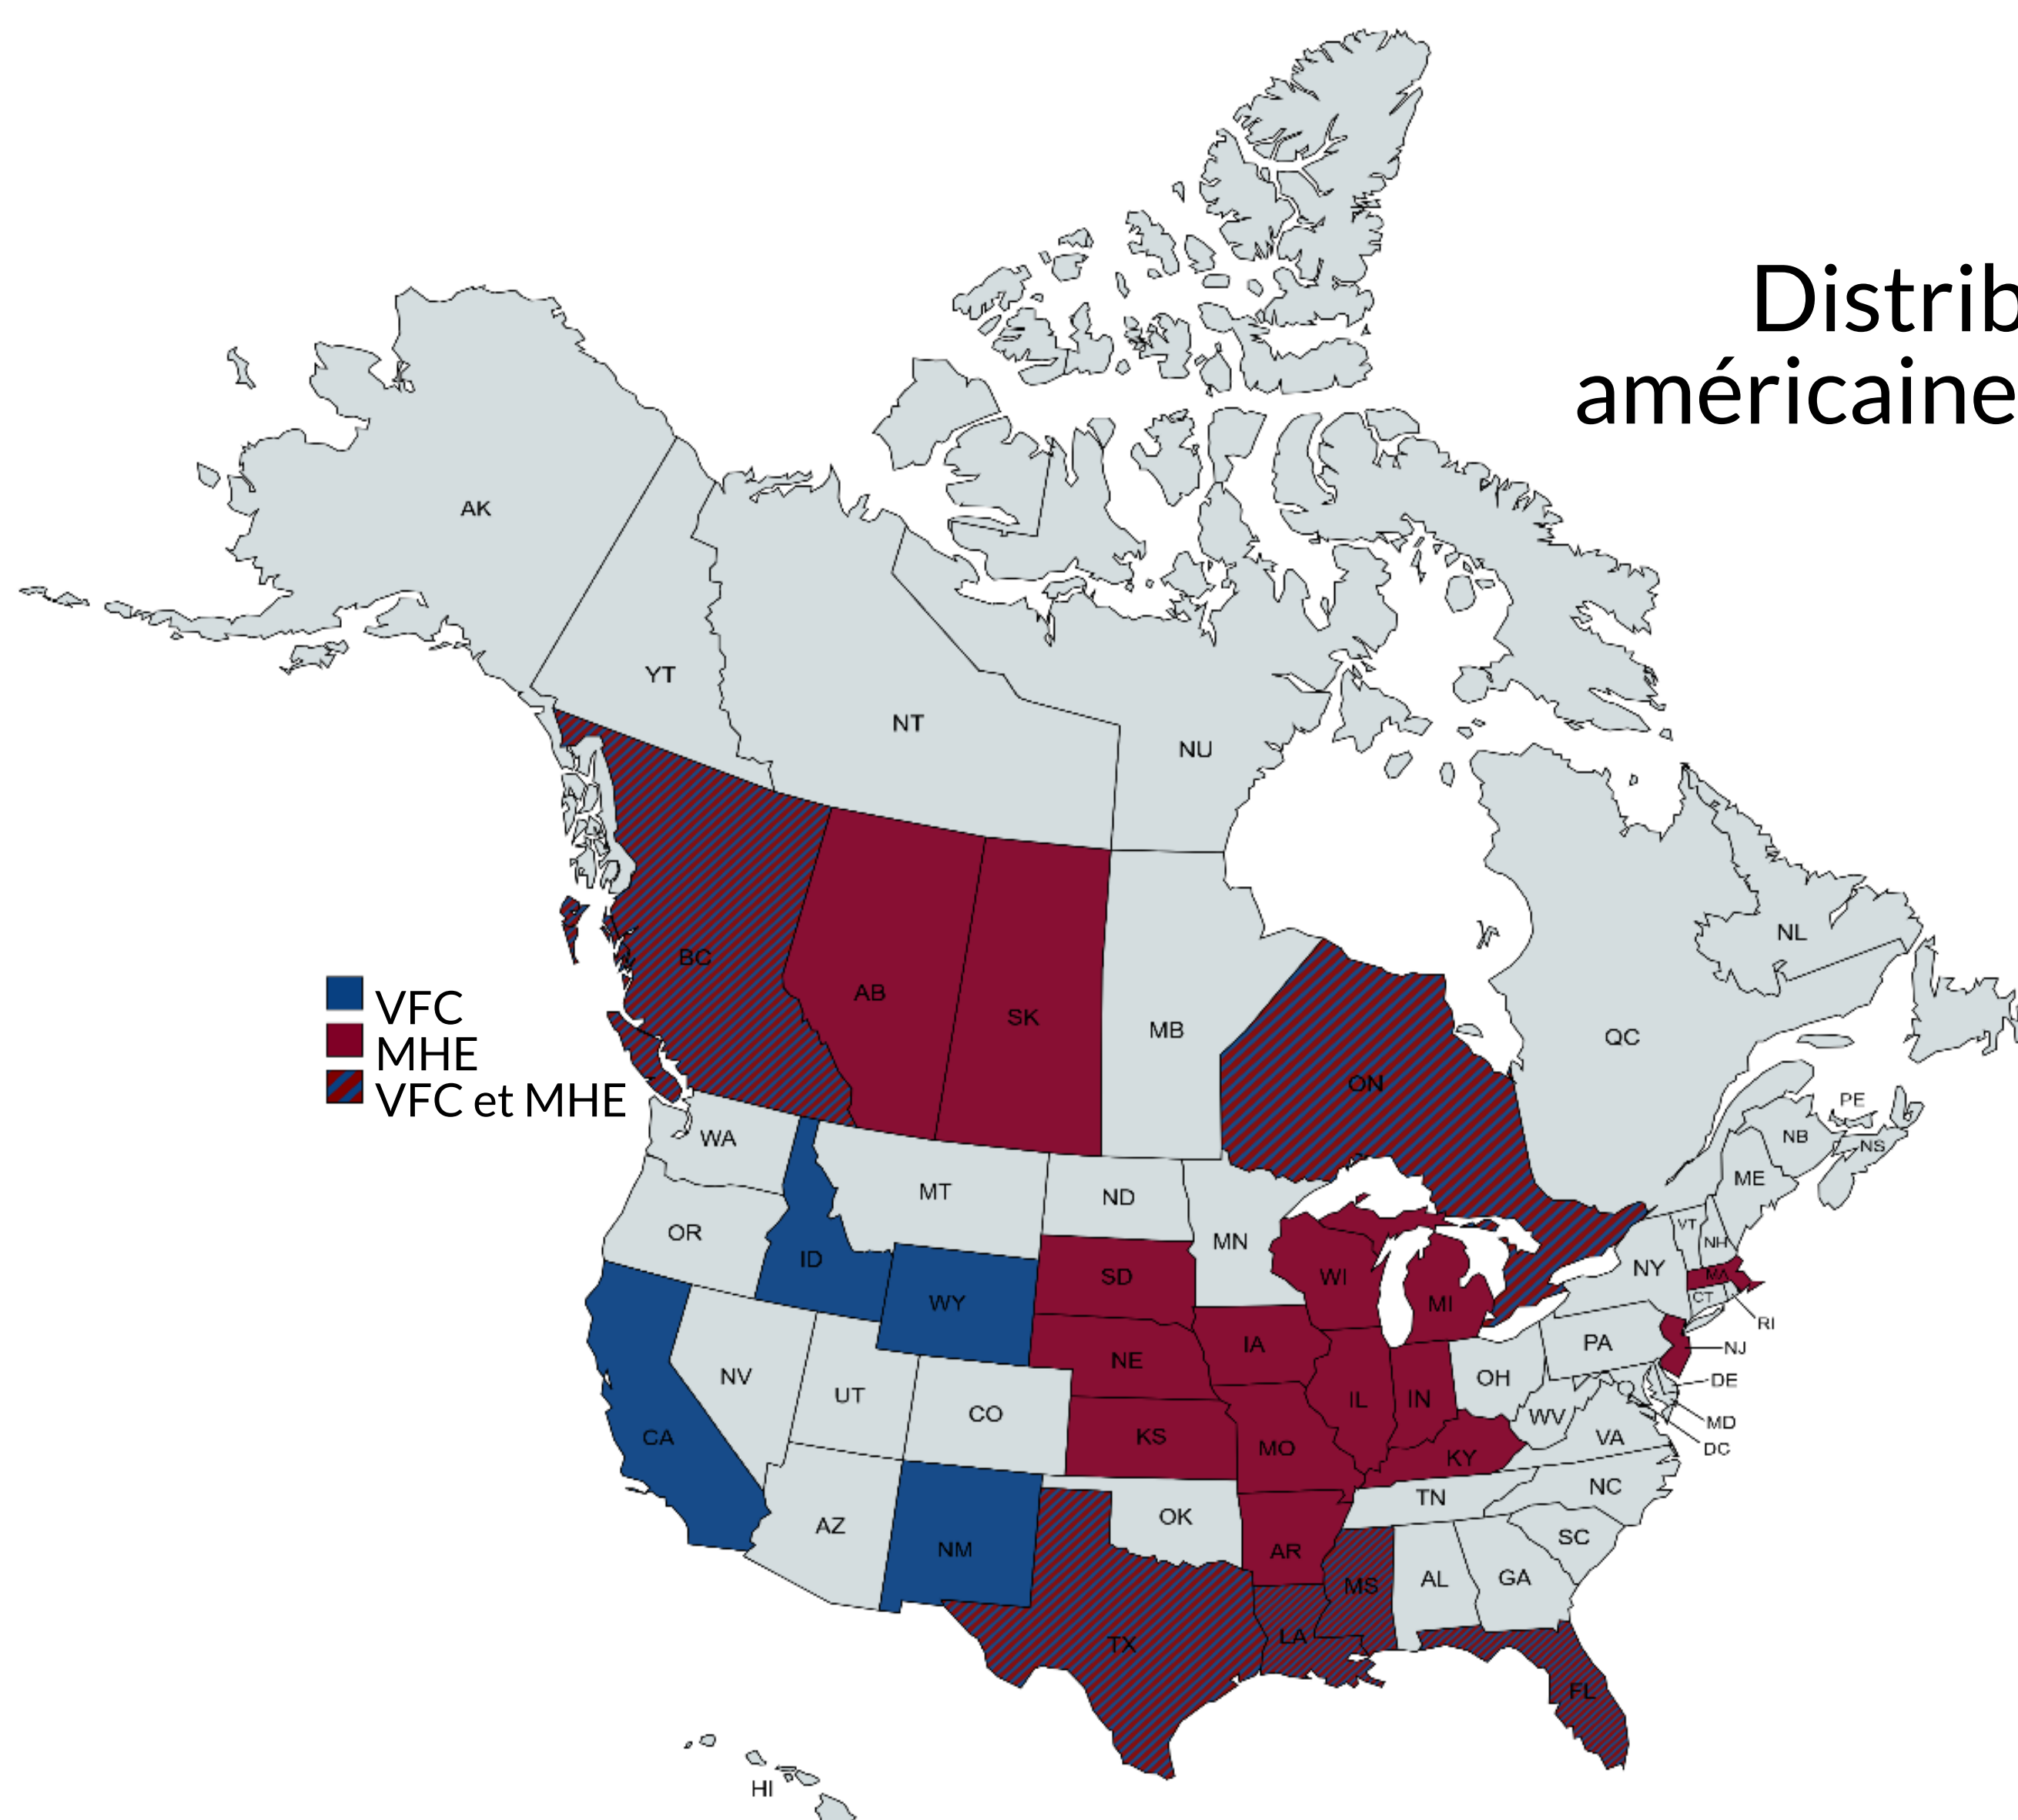 Distrib
américaine
AK
YT
NT
NU
BC
AB
SK
MB
ON
QC
NL
PE
NB
NS
VFC
MHE
VFC et MHE
WA
MT
ND
MN
OR
ID
WY
SD
WI
MI
NY
VT
NH
ME
MA
CT
RI
NJ
PA
DE
MD
DC
CA
NV
UT
CO
NE
IA
IL
IN
OH
WV
VA
KS
MO
KY
NC
TN
AZ
NM
OK
AR
SC
MS
AL
GA
TX
LA
FL
HI